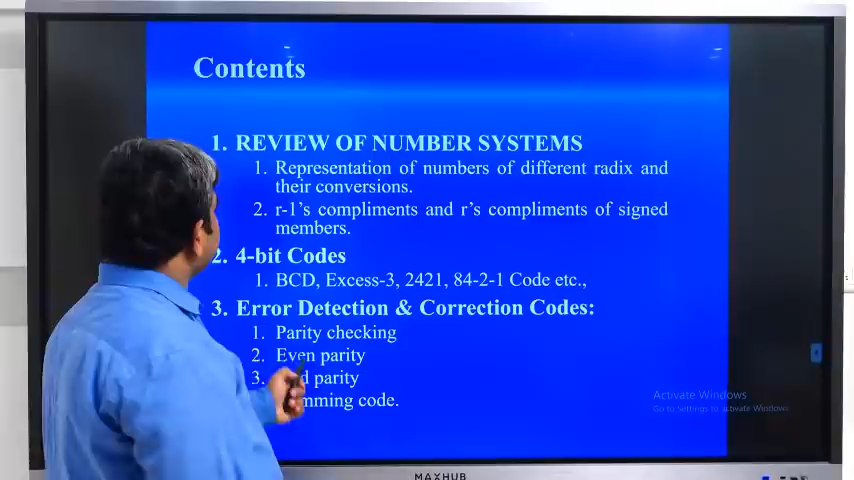 Contents
1. REVIEW OF NUMBER SYSTEMS
1. Representation of numbers of different radix and
their conversions.
2. r-1's compliments and r's compliments of signed
members.
2. 4-bit Codes
1. BCD, Excess-3, 2421, 84-2-1 Code etc.,
3. Error Detection & Correction Codes:
1. Parity checking
2. Even parity
3. parity
code.
Activate Windows
Go to Settings to activate Windows.
MAXHUB